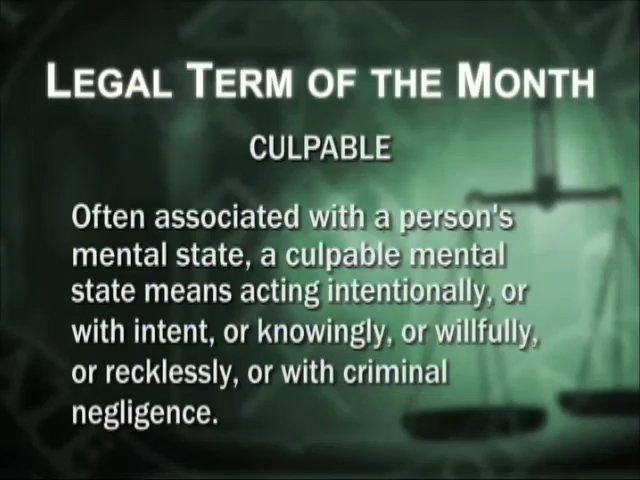 LEGAL TERM OF THE MONTH
CULPABLE
Often associated with a person's
mental state, a culpable mental
state means acting intentionally, or
with intent, or knowingly, or willfully,
or recklessly, or with criminal
negligence.